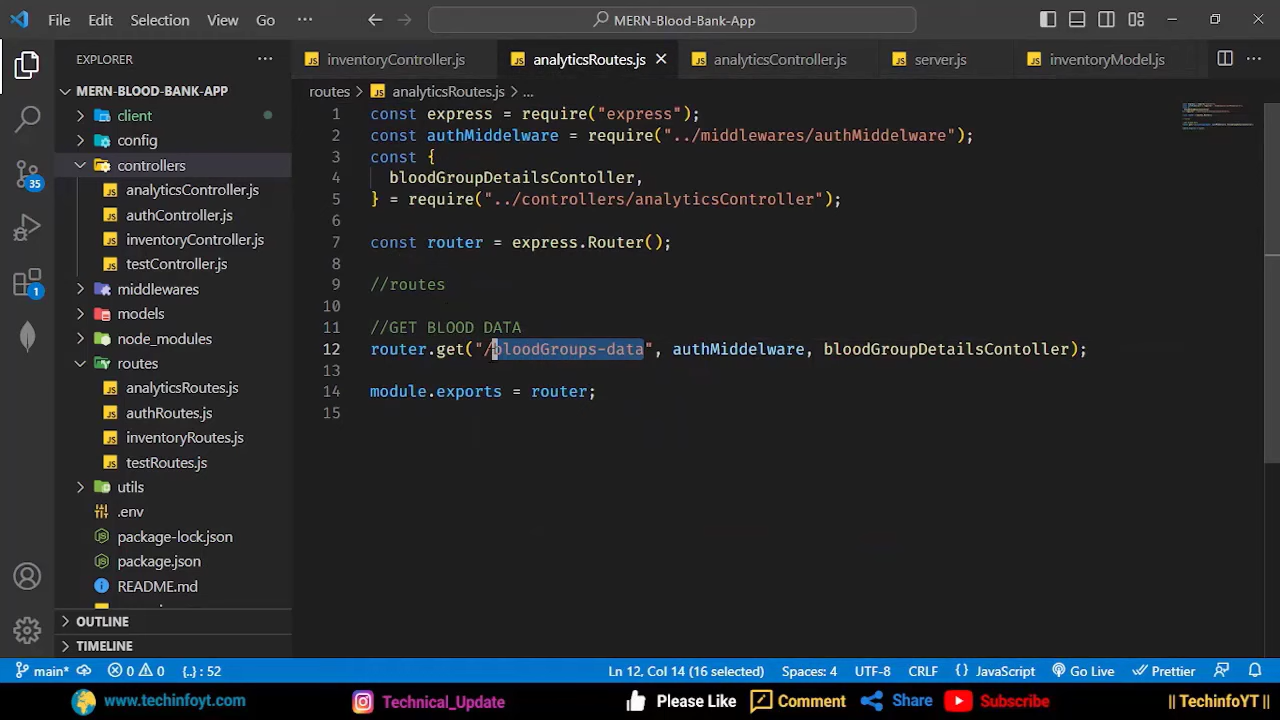 File Edit Selection View Go ··· MERN-Blood-Bank-App
EXPLORER ···
inventoryController.js analyticsRoutes.js analyticsController.js server.js inventoryModel.js ···
MERN-BLOOD-BANK-APP
client
config
controllers
analyticsController.js
authController.js
inventoryController.js
testController.js
middlewares
models
node_modules
routes
analyticsRoutes.js
authRoutes.js
inventoryRoutes.js
testRoutes.js
utils
.env
package-lock.json
package.json
README.md
OUTLINE
TIMELINE
35
1
routes > analyticsRoutes.js > ...
1 const express = require("express");
2 const authMiddelware = require("../middlewares/authMiddelware");
3 const {
4 bloodGroupDetailsContoller,
5 } = require("../controllers/analyticsController");
6
7 const router = express.Router();
8
9 //routes
10
11 //GET BLOOD DATA
12 router.get("/bloodGroups-data", authMiddelware, bloodGroupDetailsContoller);
13
14 module.exports = router;
15
main* 0 0 {..} : 52 Ln 12, Col 14 (16 selected) Spaces: 4 UTF-8 CRLF {} JavaScript Go Live Prettier
www.techinfoyt.com Technical_Update Please Like Comment Share Subscribe || TechinfoYT ||